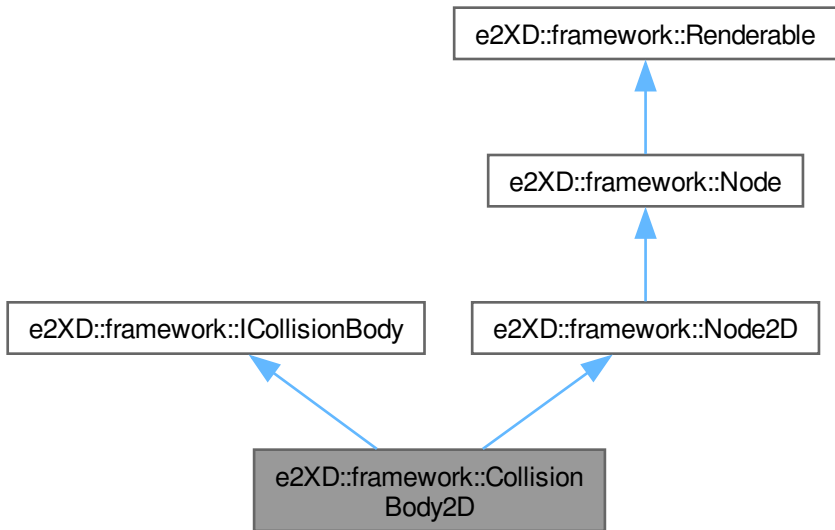 e2XD::framework::Renderable
e2XD::framework::Node
e2XD::framework::ICollisionBody
e2XD::framework::Node2D
e2XD::framework::Collision
Body2D